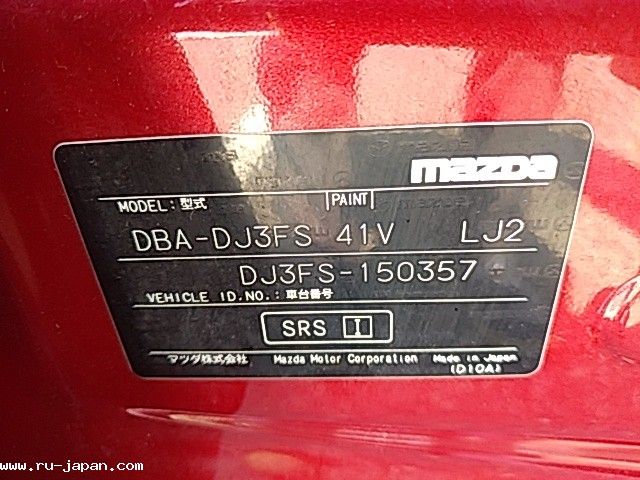 mazda
MODEL: 型式 PAINT
DBA-DJ3FS 41V LJ2
DJ3FS-150357
VEHICLE ID.NO.: 車台番号
SRS I
マツダ株式会社 Mazda Motor Corporation Made in Japan
(D10A)
www.ru-japan.com